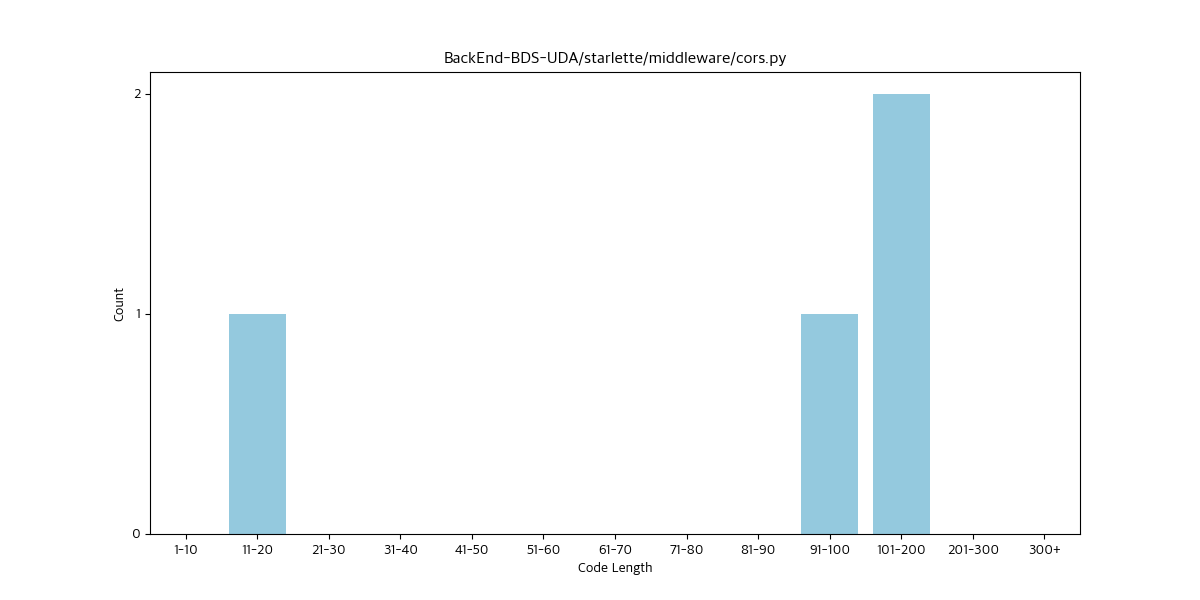 BackEnd-BDS-UDA/starlette/middleware/cors.py
2
1
0
Count
1-10 11-20 21-30 31-40 41-50 51-60 61-70 71-80 81-90 91-100 101-200 201-300 300+
Code Length